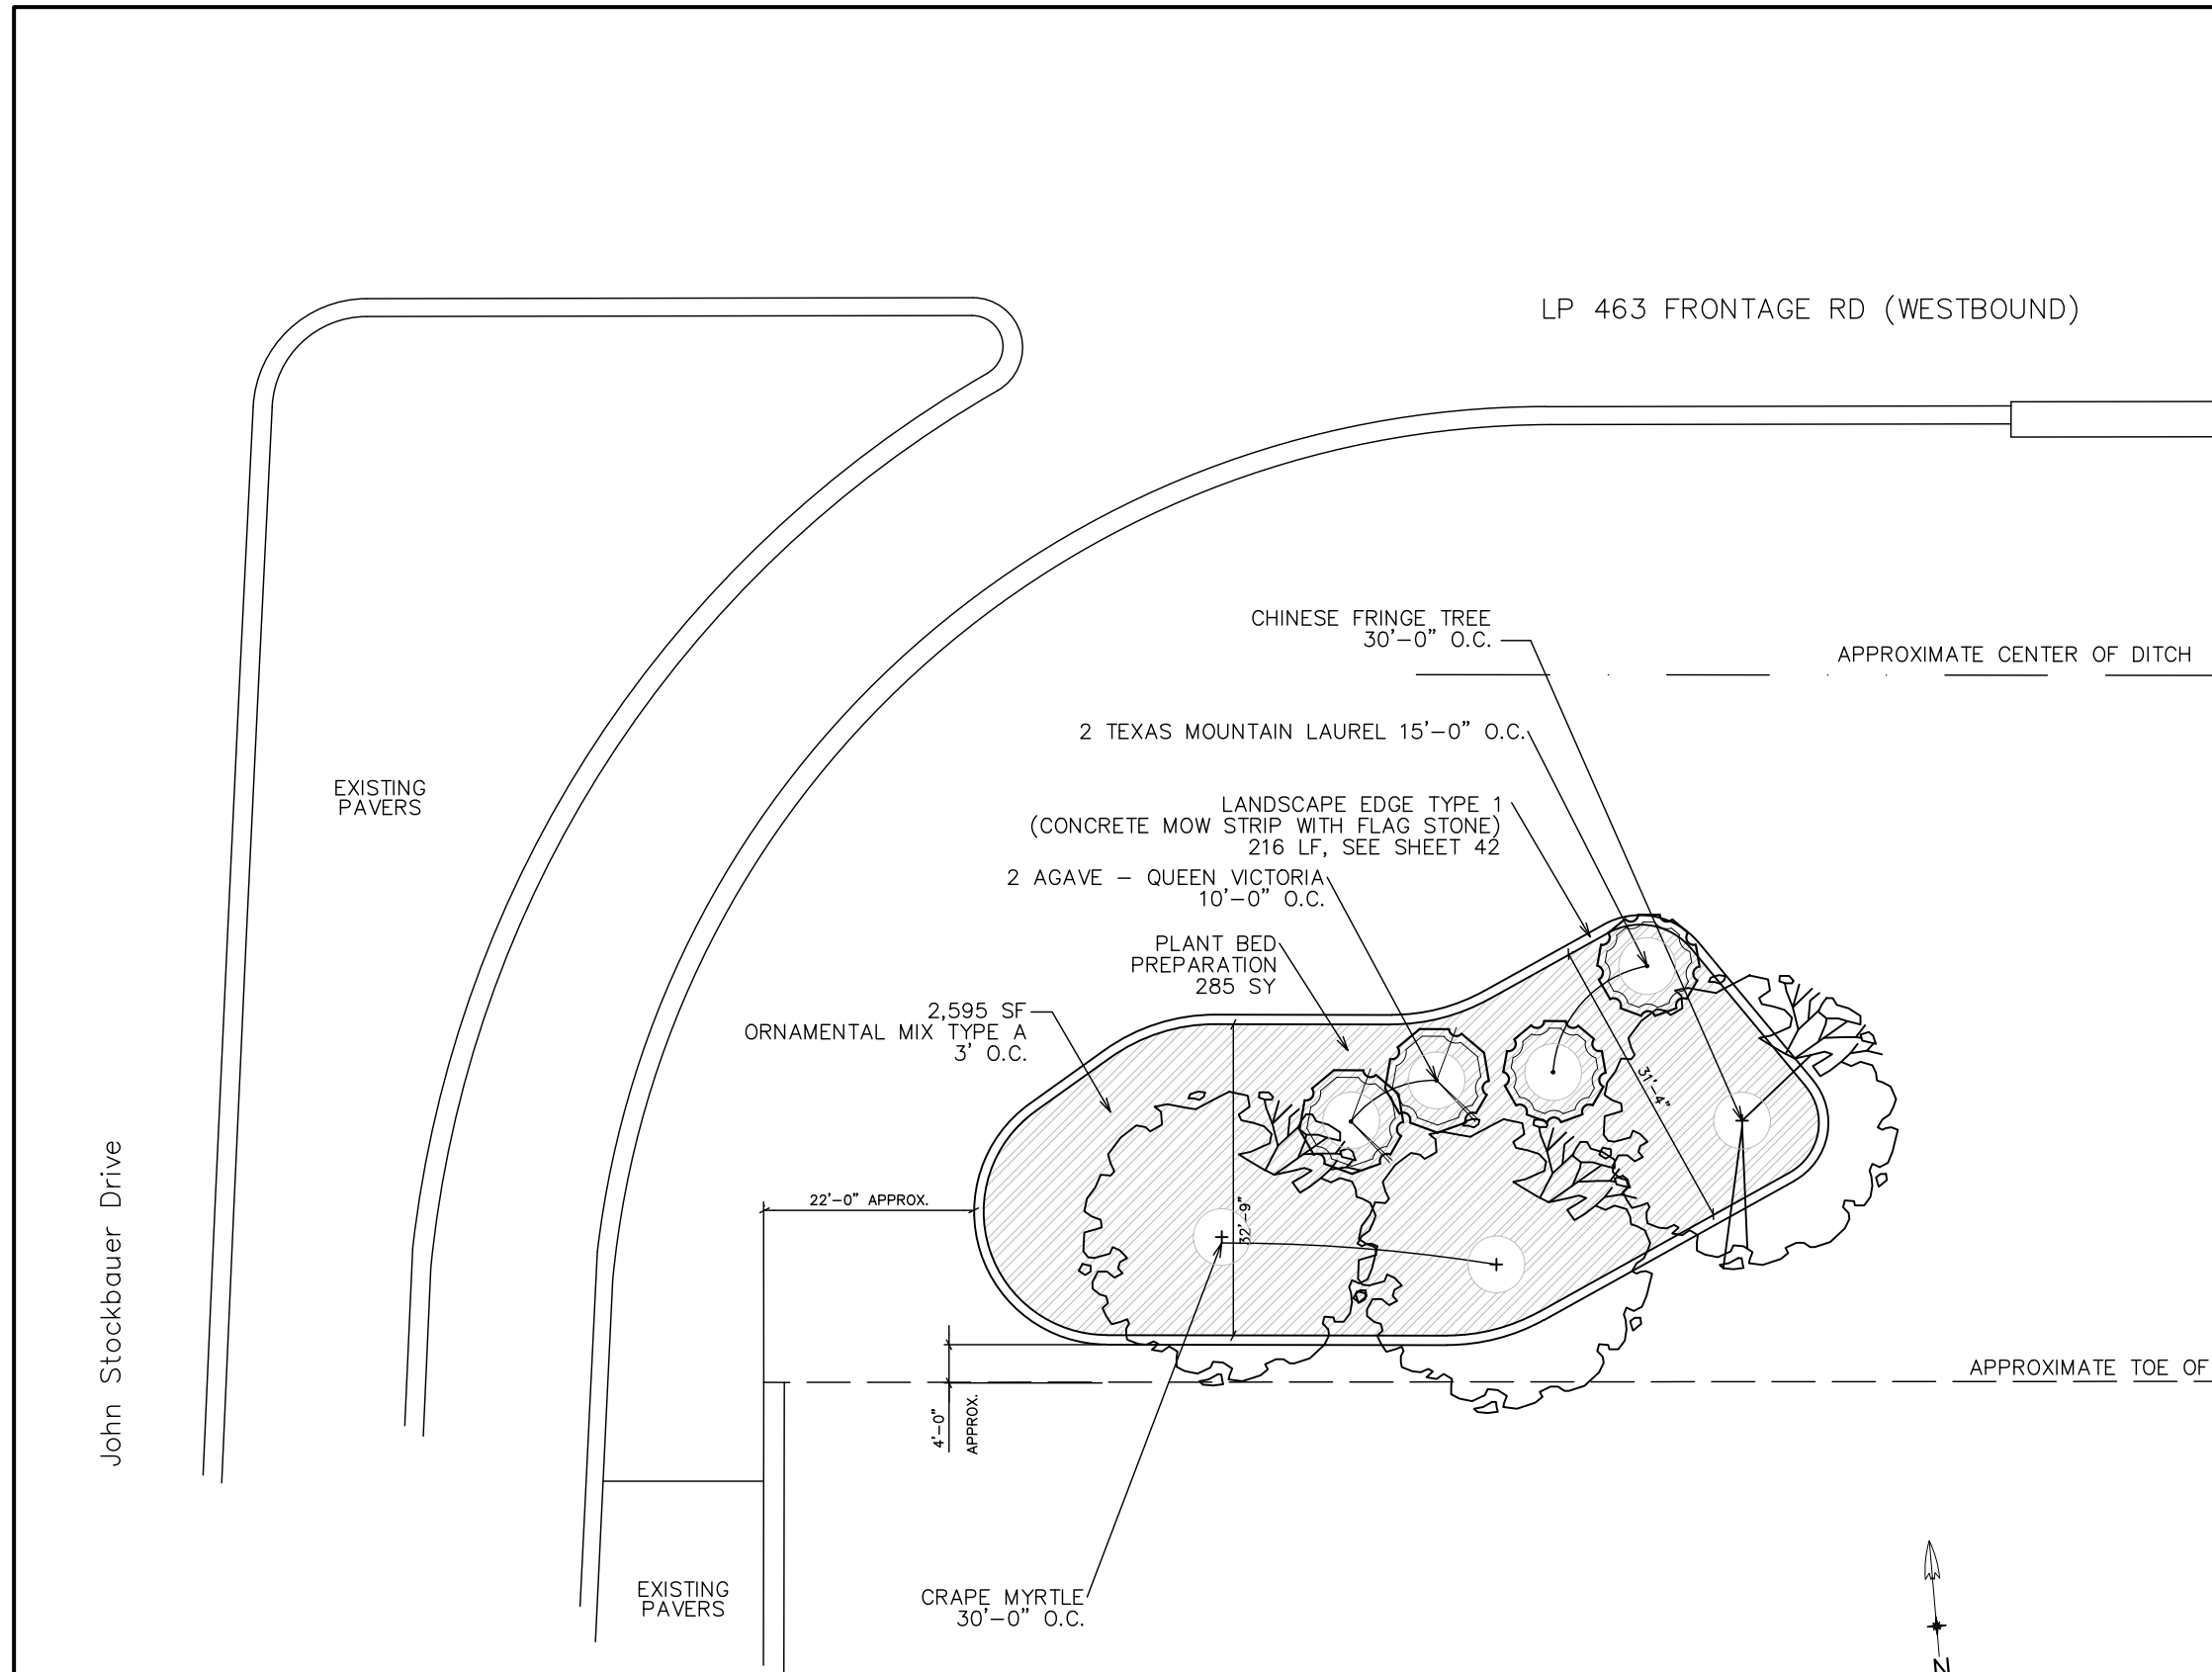 LP 463 FRONTAGE RD (WESTBOUND)
CHINESE FRINGE TREE
30'-0" O.C.
APPROXIMATE CENTER OF DITCH
2 TEXAS MOUNTAIN LAUREL 15'-0" O.C.
EXISTING
PAVERS
LANDSCAPE EDGE TYPE 1
(CONCRETE MOW STRIP WITH FLAG STONE)
216 LF, SEE SHEET 42
2 AGAVE - QUEEN VICTORIA
10'-0" O.C.
PLANT BED
PREPARATION
285 SY
2,595 SF
ORNAMENTAL MIX TYPE A
3' O.C.
31'-4"
John Stockbauer Drive
22'-0" APPROX.
32'-9"
APPROXIMATE TOE OF
4'-0"
APPROX.
EXISTING
PAVERS
CRAPE MYRTLE
30'-0" O.C.
N